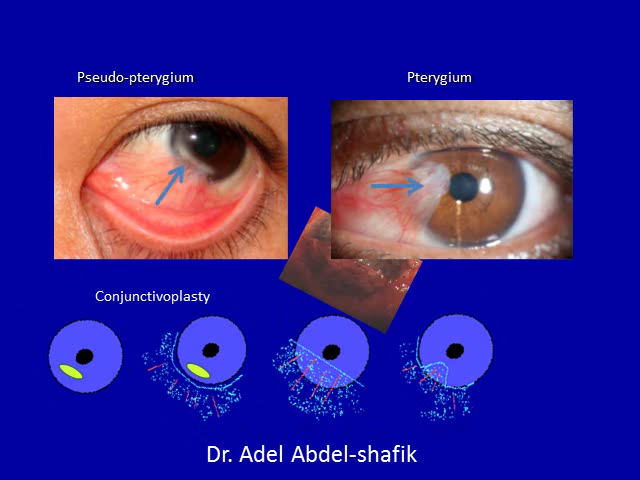 Pseudo-pterygium
Pterygium
Conjunctivoplasty
Dr. Adel Abdel-shafik